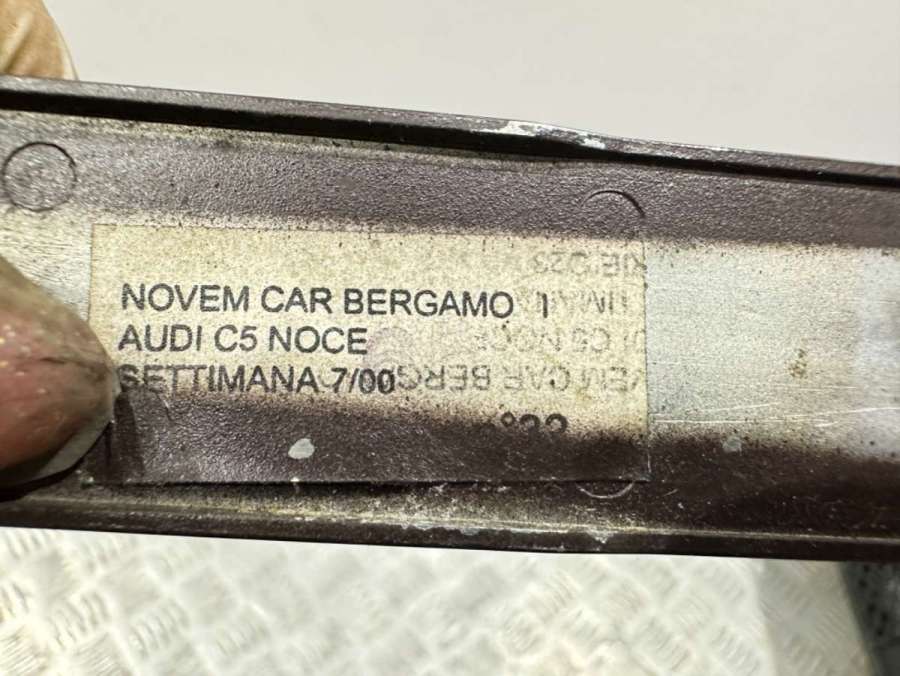 NOVEM CAR BERGAMO I
AUDI C5 NOCE
SETTIMANA 7/00